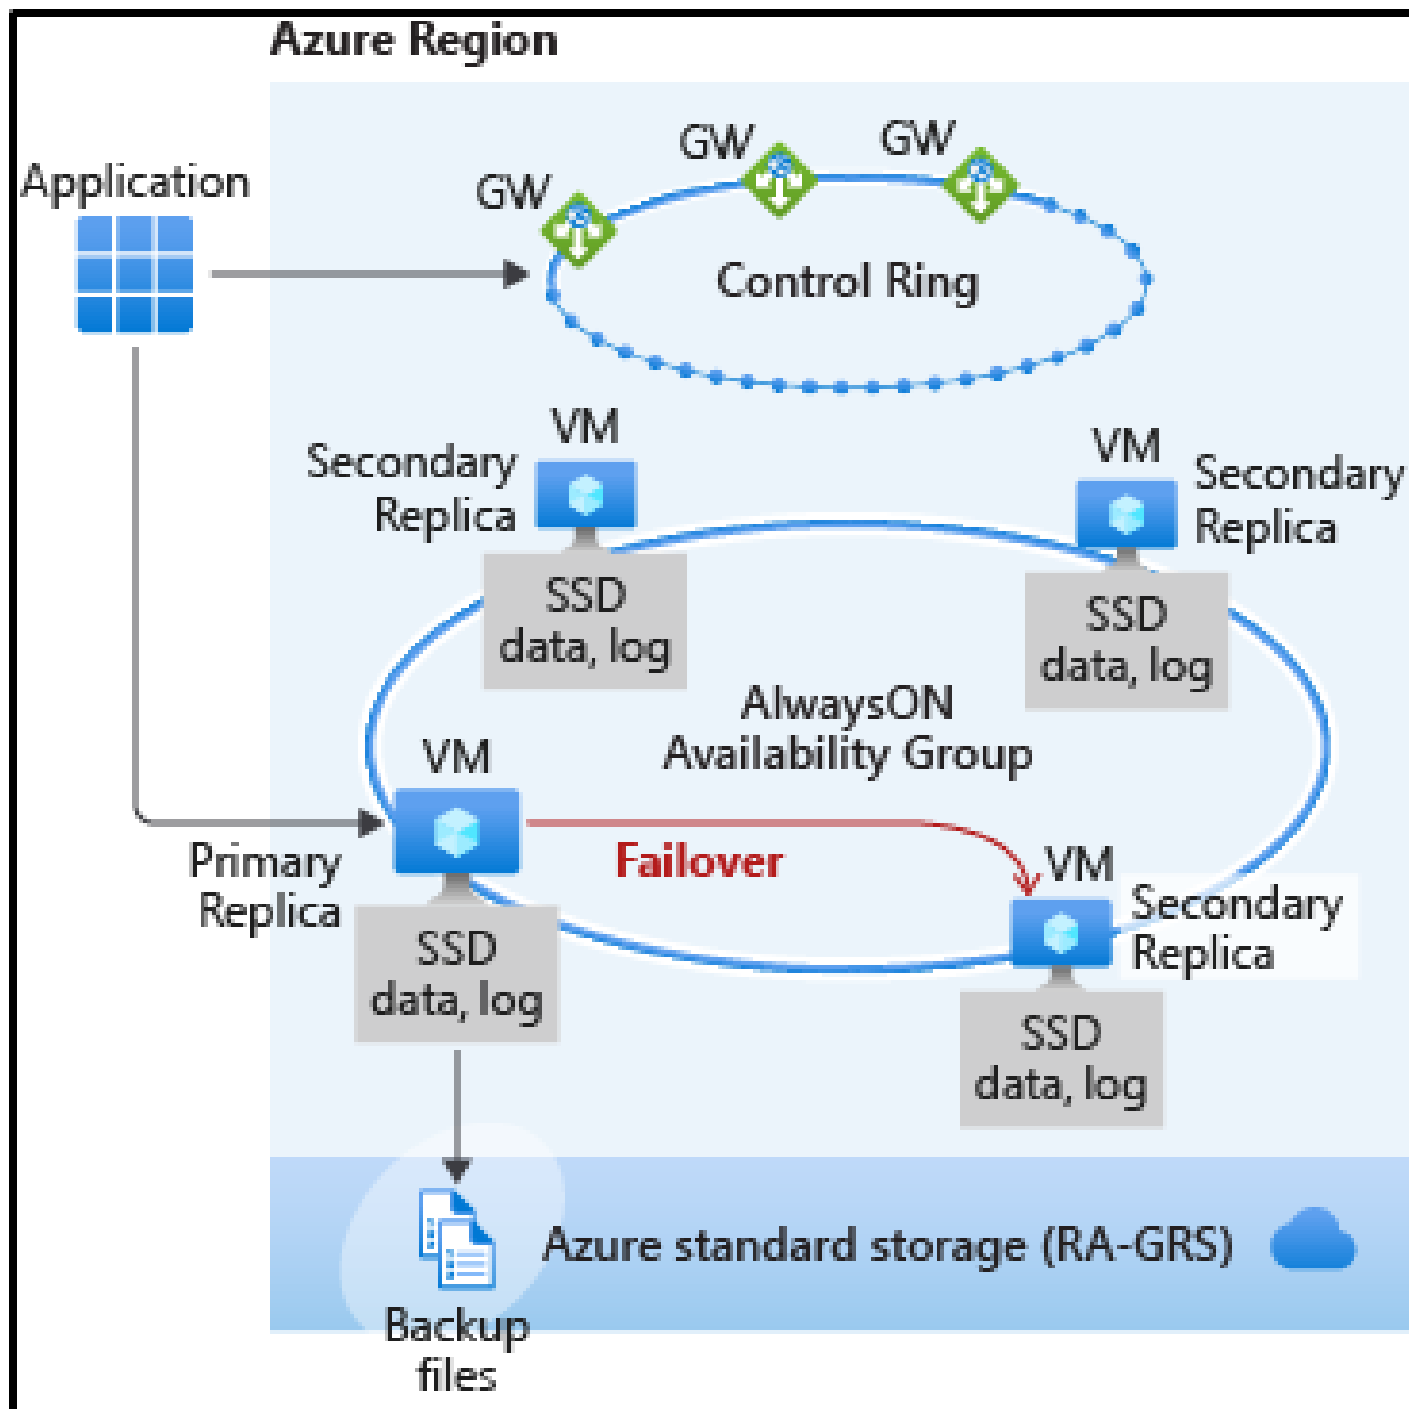 Azure Region
Application
GW
GW
GW
Control Ring
VM
Secondary
Replica
SSD
data, log
VM
Secondary
Replica
SSD
data, log
AlwaysON
Availability Group
VM
Primary
Replica
SSD
data, log
Failover
VM
Secondary
Replica
SSD
data, log
Azure standard storage (RA-GRS)
Backup
files